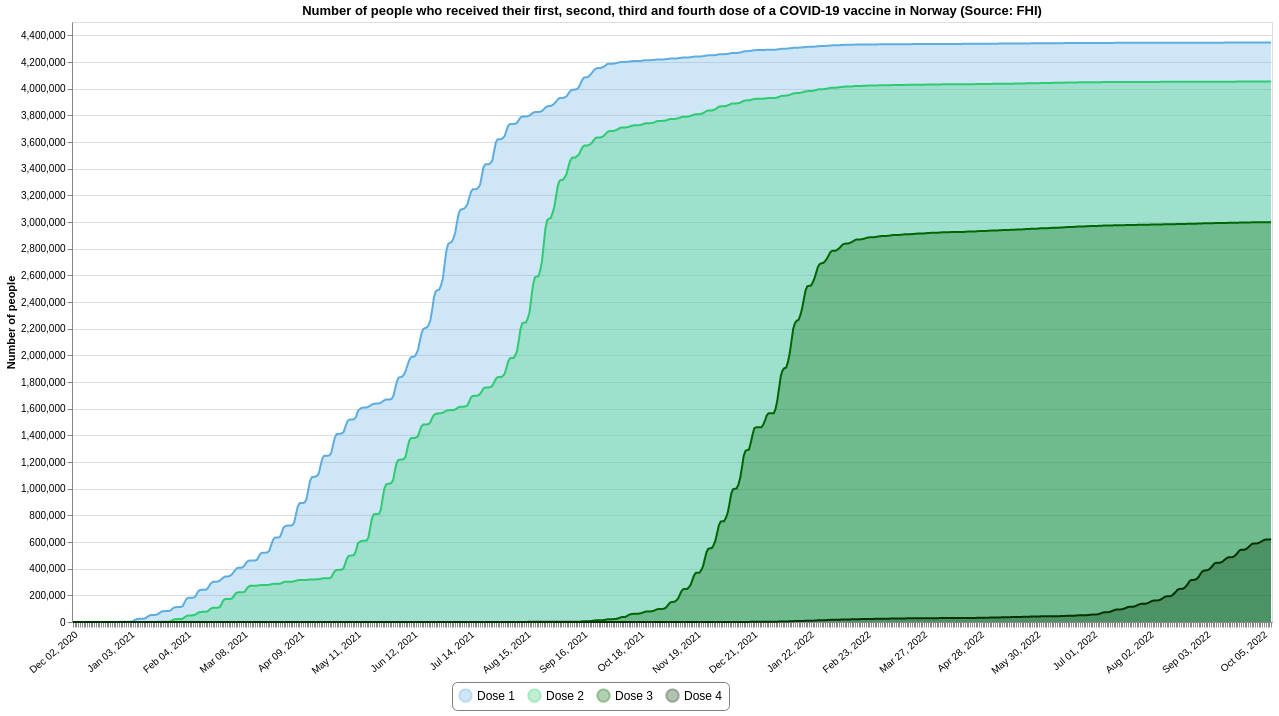 Number of people who received their first, second, third and fourth dose of a COVID-19 vaccine in Norway (Source: FHI)
Number of people
4,400,000
4,200,000
4,000,000
3,800,000
3,600,000
3,400,000
3,200,000
3,000,000
2,800,000
2,600,000
2,400,000
2,200,000
2,000,000
1,800,000
1,600,000
1,400,000
1,200,000
1,000,000
800,000
600,000
400,000
200,000
0
Dec 02, 2020
Jan 03, 2021
Feb 04, 2021
Mar 08, 2021
Apr 09, 2021
May 11, 2021
Jun 12, 2021
Jul 14, 2021
Aug 15, 2021
Sep 16, 2021
Oct 18, 2021
Nov 19, 2021
Dec 21, 2021
Jan 22, 2022
Feb 23, 2022
Mar 27, 2022
Apr 28, 2022
May 30, 2022
Jul 01, 2022
Aug 02, 2022
Sep 03, 2022
Oct 05, 2022
Dose 1 Dose 2 Dose 3 Dose 4